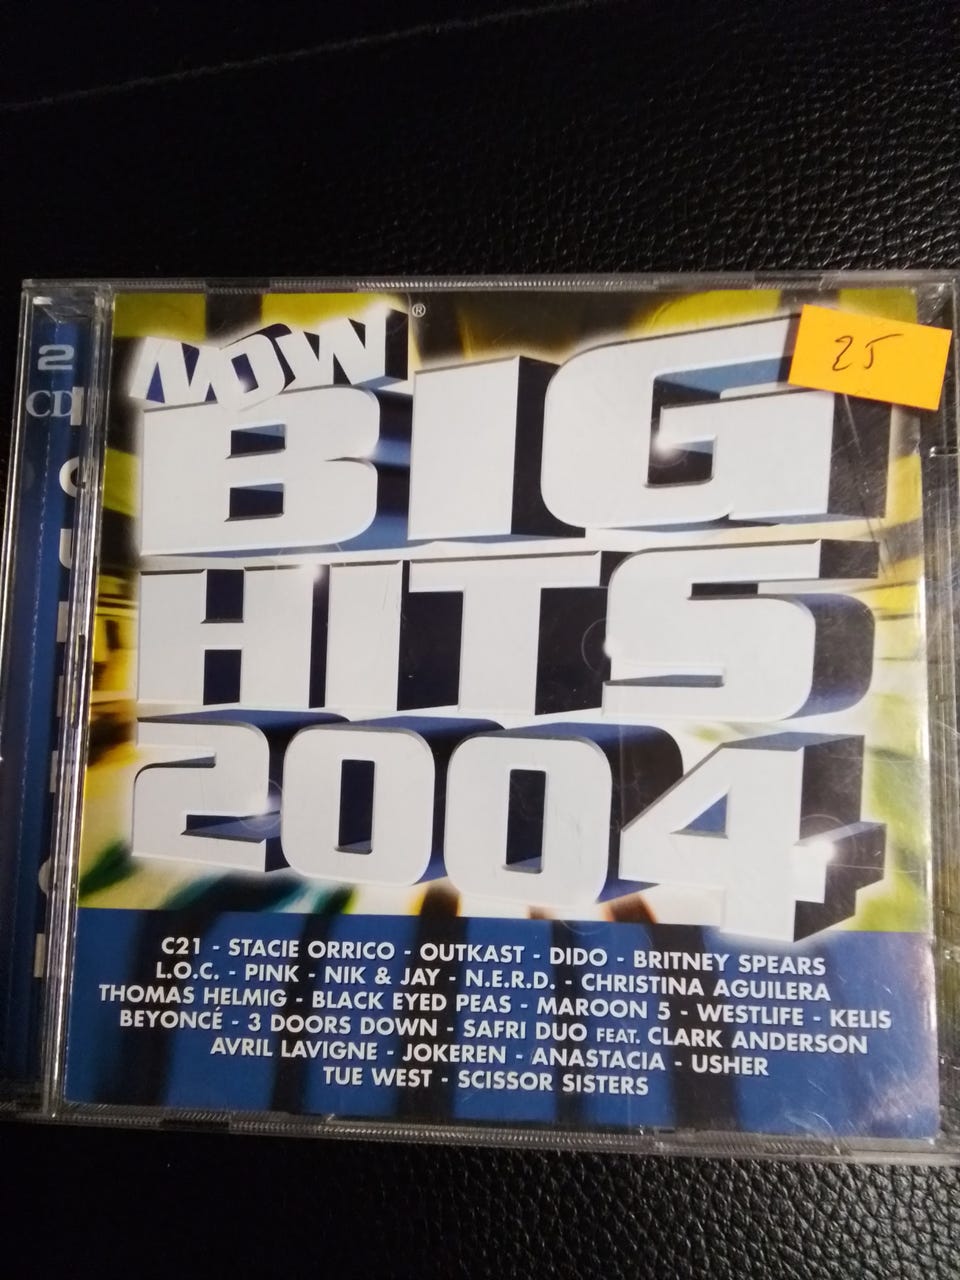 NOW®
BIG
HITS
2004
25
2
CD
C21 - STACIE ORRICO - OUTKAST - DIDO - BRITNEY SPEARS
L.O.C. - PINK - NIK & JAY - N.E.R.D. - CHRISTINA AGUILERA
THOMAS HELMIG - BLACK EYED PEAS - MAROON 5 - WESTLIFE - KELIS
BEYONCÉ - 3 DOORS DOWN - SAFRI DUO FEAT. CLARK ANDERSON
AVRIL LAVIGNE - JOKEREN - ANASTACIA - USHER
TUE WEST - SCISSOR SISTERS